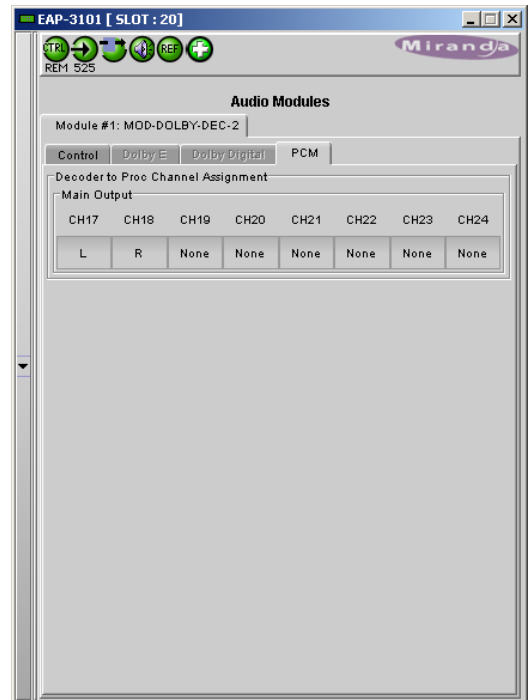 EAP-3101 [ SLOT : 20]
CTRL REF
REM 525
Miranda
Audio Modules
Module #1: MOD-DOLBY-DEC-2
Control Dolby E Dolby Digital PCM
Decoder to Proc Channel Assignment
Main Output
CH17 CH18 CH19 CH20 CH21 CH22 CH23 CH24
L R None None None None None None